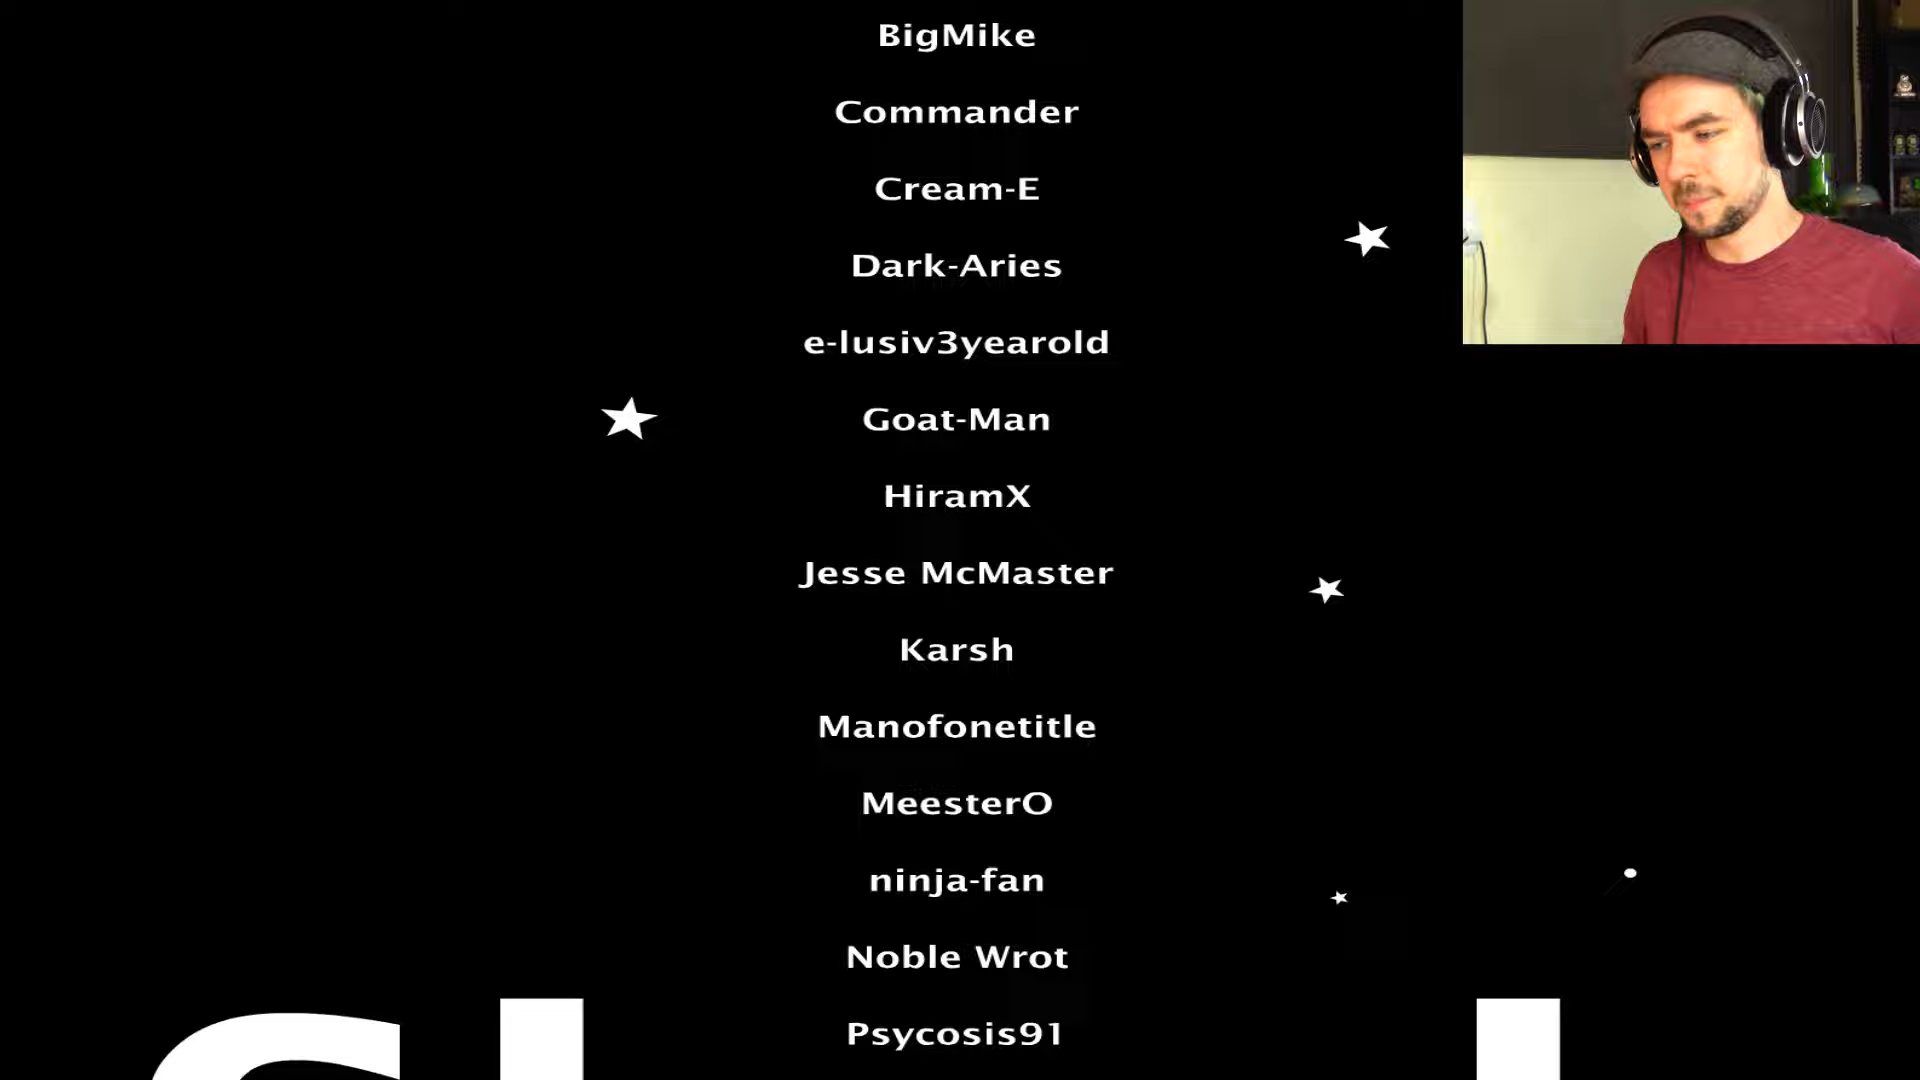 BigMike
Commander
Cream-E
Dark-Aries
e-lusiv3yearold
Goat-Man
HiramX
Jesse McMaster
Karsh
Manofonetitle
MeesterO
ninja-fan
Noble Wrot
Psycosis91